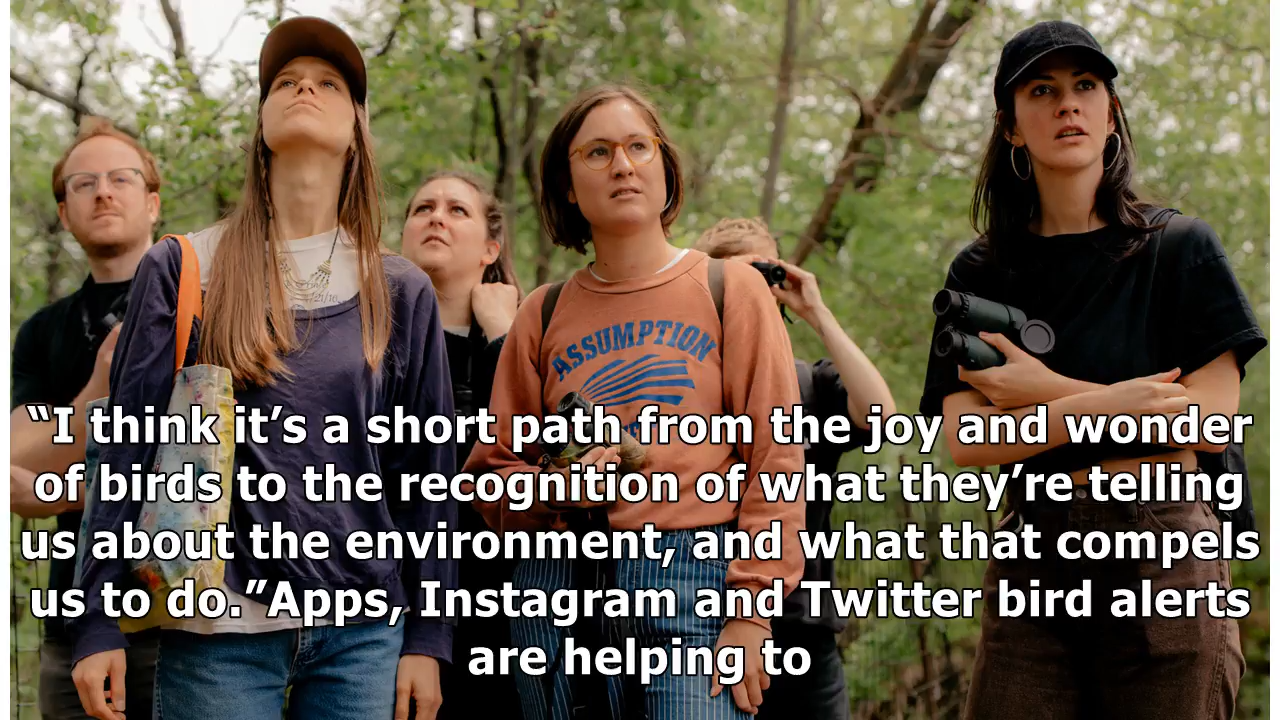 ASSUMPTION
“I think it’s a short path from the joy and wonder
of birds to the recognition of what they’re telling
us about the environment, and what that compels
us to do.”Apps, Instagram and Twitter bird alerts
are helping to